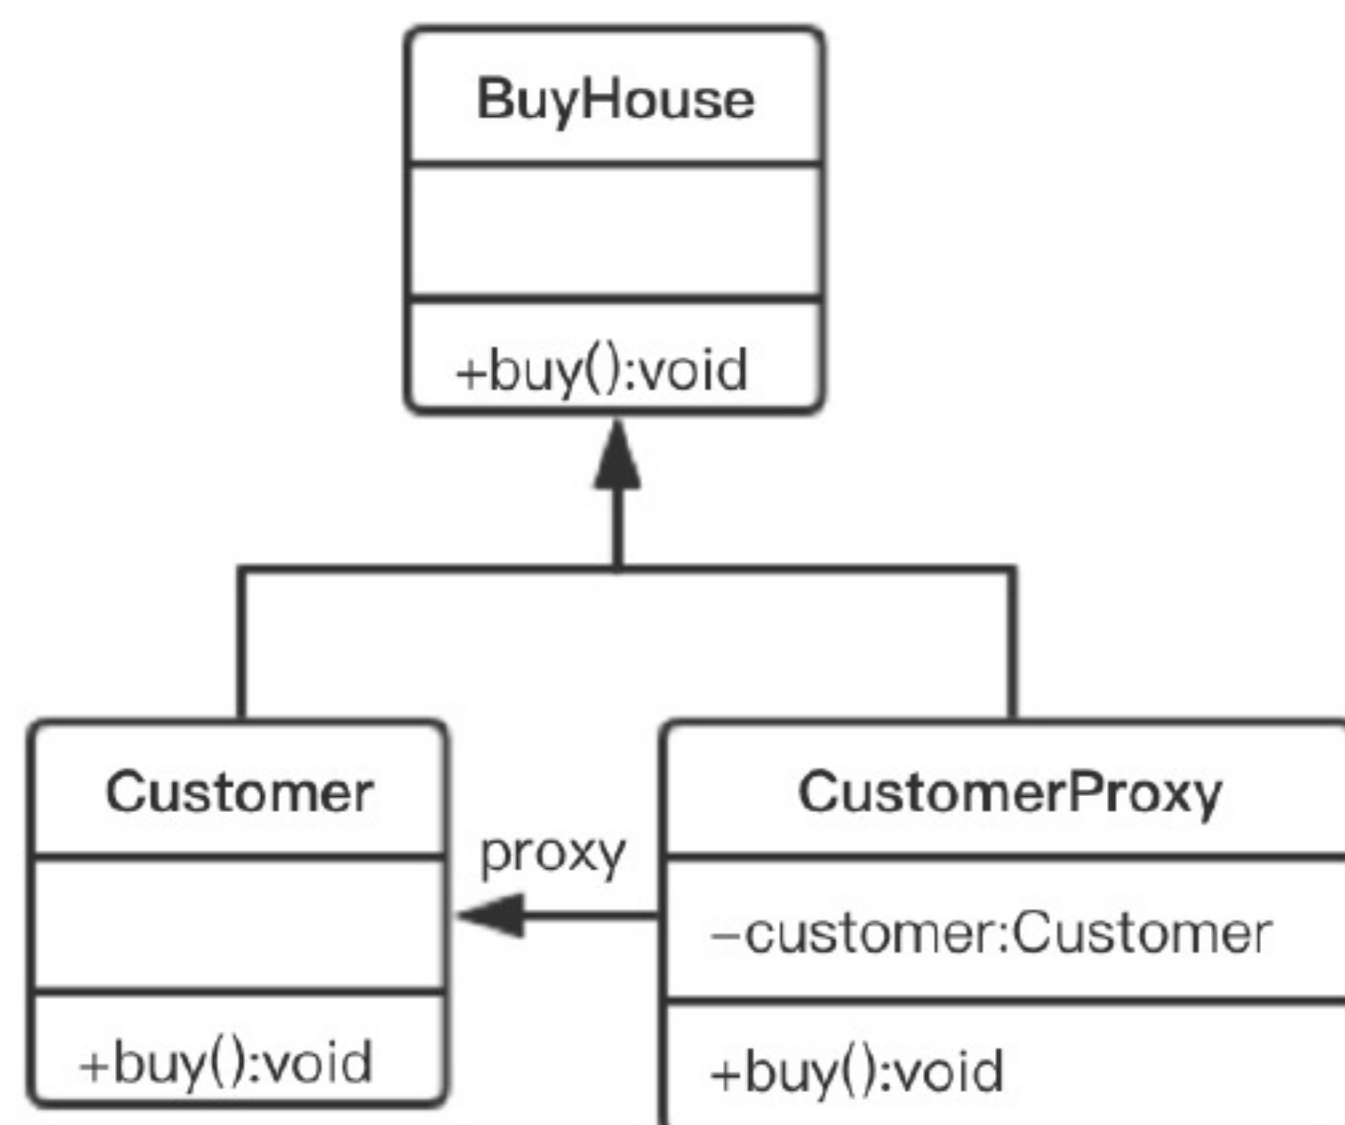 BuyHouse
+buy():void
Customer
+buy():void
proxy
CustomerProxy
–customer:Customer
+buy():void